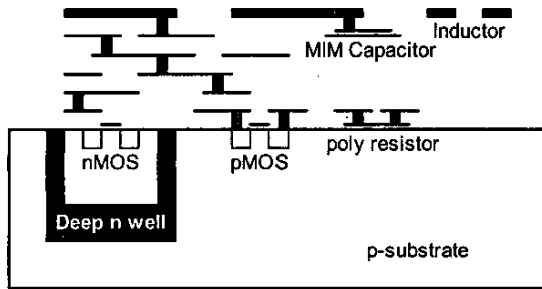 Inductor
MIM Capacitor
nMOS
pMOS
poly resistor
Deep n well
p-substrate